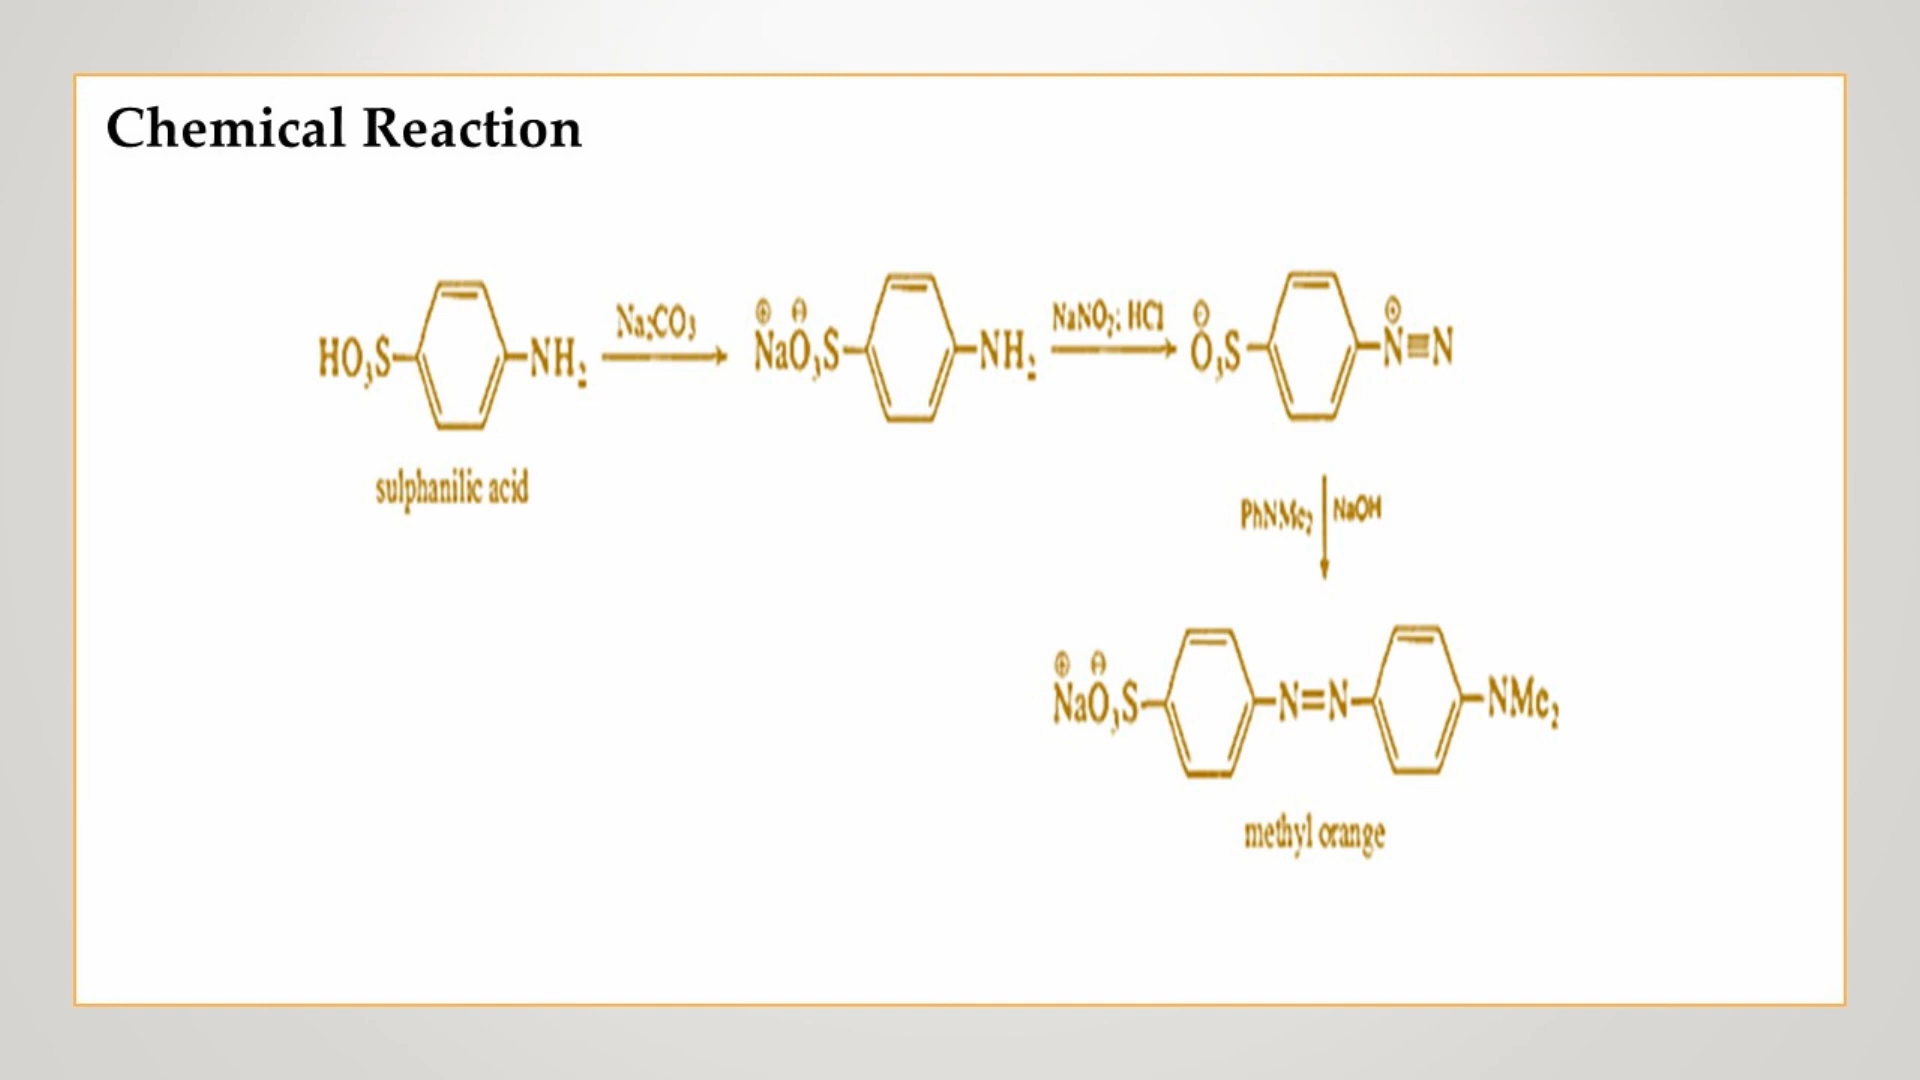 Chemical Reaction
HO₃S NH₂ Na₂CO₃ ⊕ ⊖ NaO₃S NH₂ NaNO₂: HCl ⊖ O₃S ⊕ N≡N
sulphanilic acid
PhNMe₂ NaOH
⊕ ⊖ NaO₃S N=N NMe₂
methyl orange